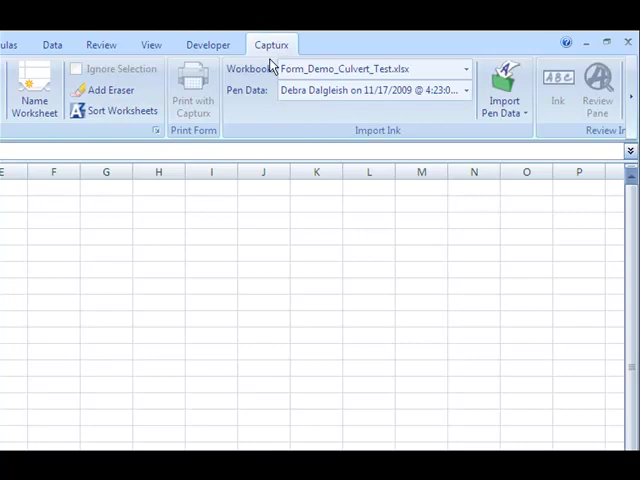 ulas Data Review View Developer Capturx
Ignore Selection
Name
Worksheet
Add Eraser
Sort Worksheets
Print with
Capturx
Print Form
Workbook: Form_Demo_Culvert_Test.xlsx
Pen Data: Debra Dalgleish on 11/17/2009 @ 4:23:0...
Import
Pen Data
Import Ink
ABC
Ink
Review
Pane
Review In
E F G H I J K L M N O P